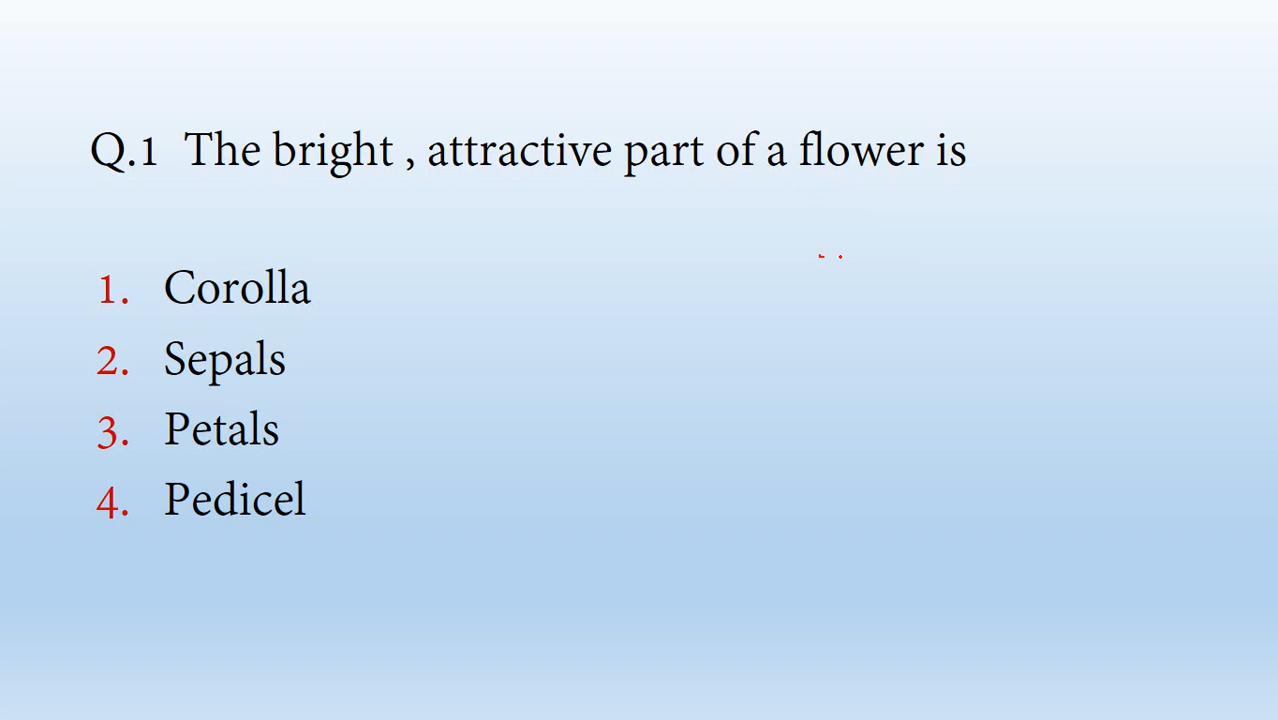 Q.1 The bright , attractive part of a flower is
1. Corolla
2. Sepals
3. Petals
4. Pedicel